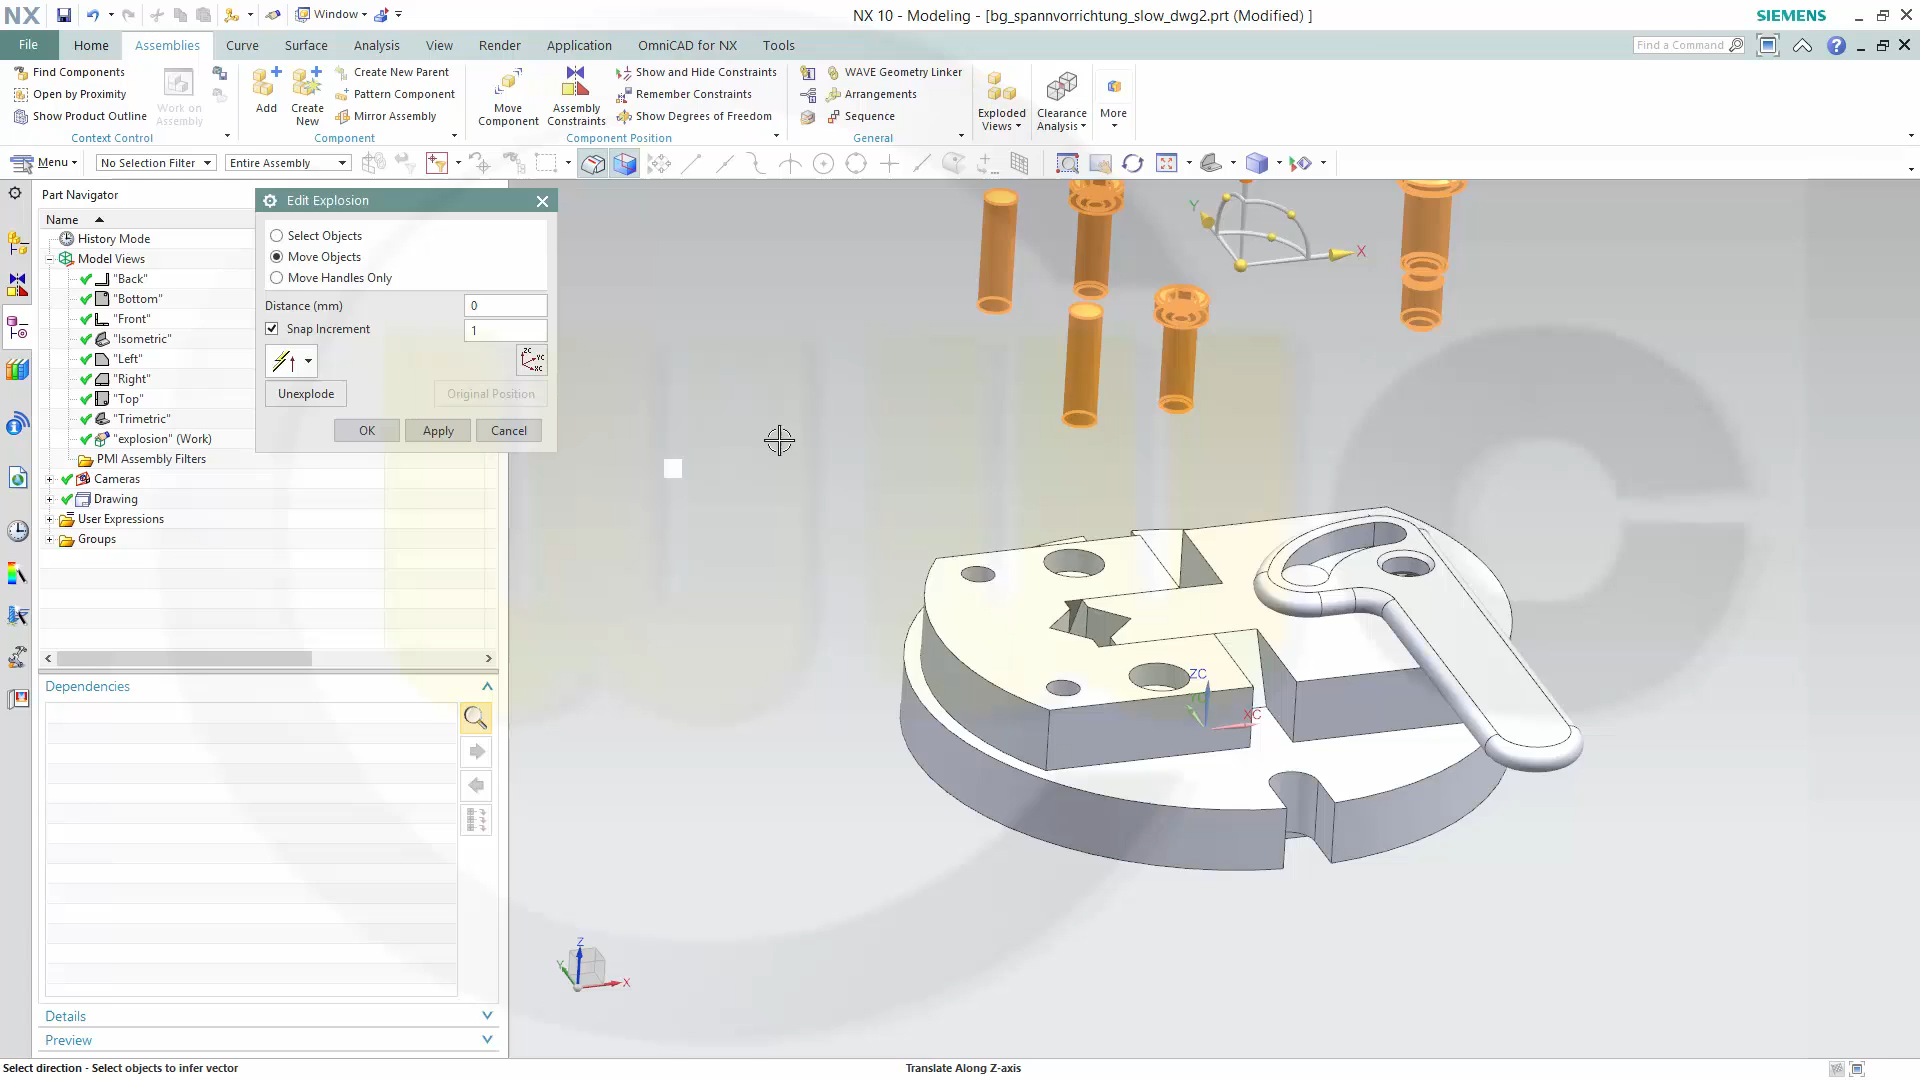 NX
Window
NX 10 - Modeling - [bg_spannvorrichtung_slow_dwg2.prt (Modified) ]
SIEMENS
File Home Assemblies Curve Surface Analysis View Render Application OmniCAD for NX Tools
Find a Command
Find Components
Open by Proximity
Show Product Outline
Work on Assembly
Context Control
Add
Create New
Create New Parent
Pattern Component
Mirror Assembly
Component
Move Component
Assembly Constraints
Show and Hide Constraints
Remember Constraints
Show Degrees of Freedom
Component Position
WAVE Geometry Linker
Arrangements
Sequence
General
Exploded Views
Clearance Analysis
More
Menu
No Selection Filter
Entire Assembly
Part Navigator
Name
History Mode
Model Views
"Back"
"Bottom"
"Front"
"Isometric"
"Left"
"Right"
"Top"
"Trimetric"
"explosion" (Work)
PMI Assembly Filters
Cameras
Drawing
User Expressions
Groups
Edit Explosion
Select Objects
Move Objects
Move Handles Only
Distance (mm) 0
Snap Increment 1
ZC
YC
XC
Unexplode Original Position
OK Apply Cancel
Y
X
ZC
XC
Z
Y
X
Dependencies
Details
Preview
Select direction - Select objects to infer vector
Translate Along Z-axis